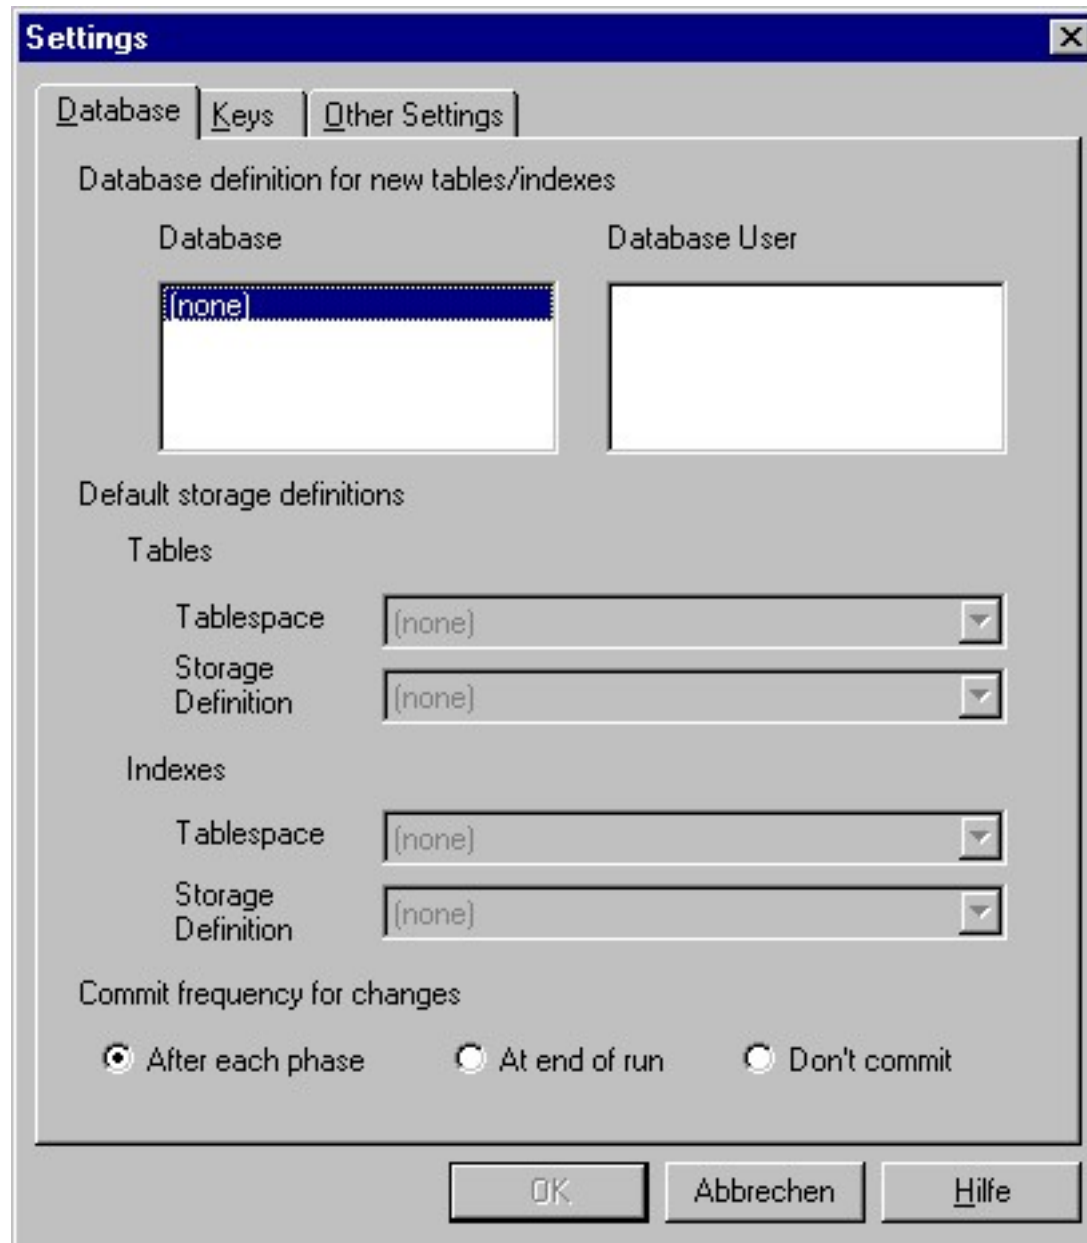 Settings
Database Keys Other Settings
Database definition for new tables/indexes
Database Database User
(none)
Default storage definitions
Tables
Tablespace (none)
Storage
Definition (none)
Indexes
Tablespace (none)
Storage
Definition (none)
Commit frequency for changes
After each phase At end of run Don't commit
OK Abbrechen Hilfe